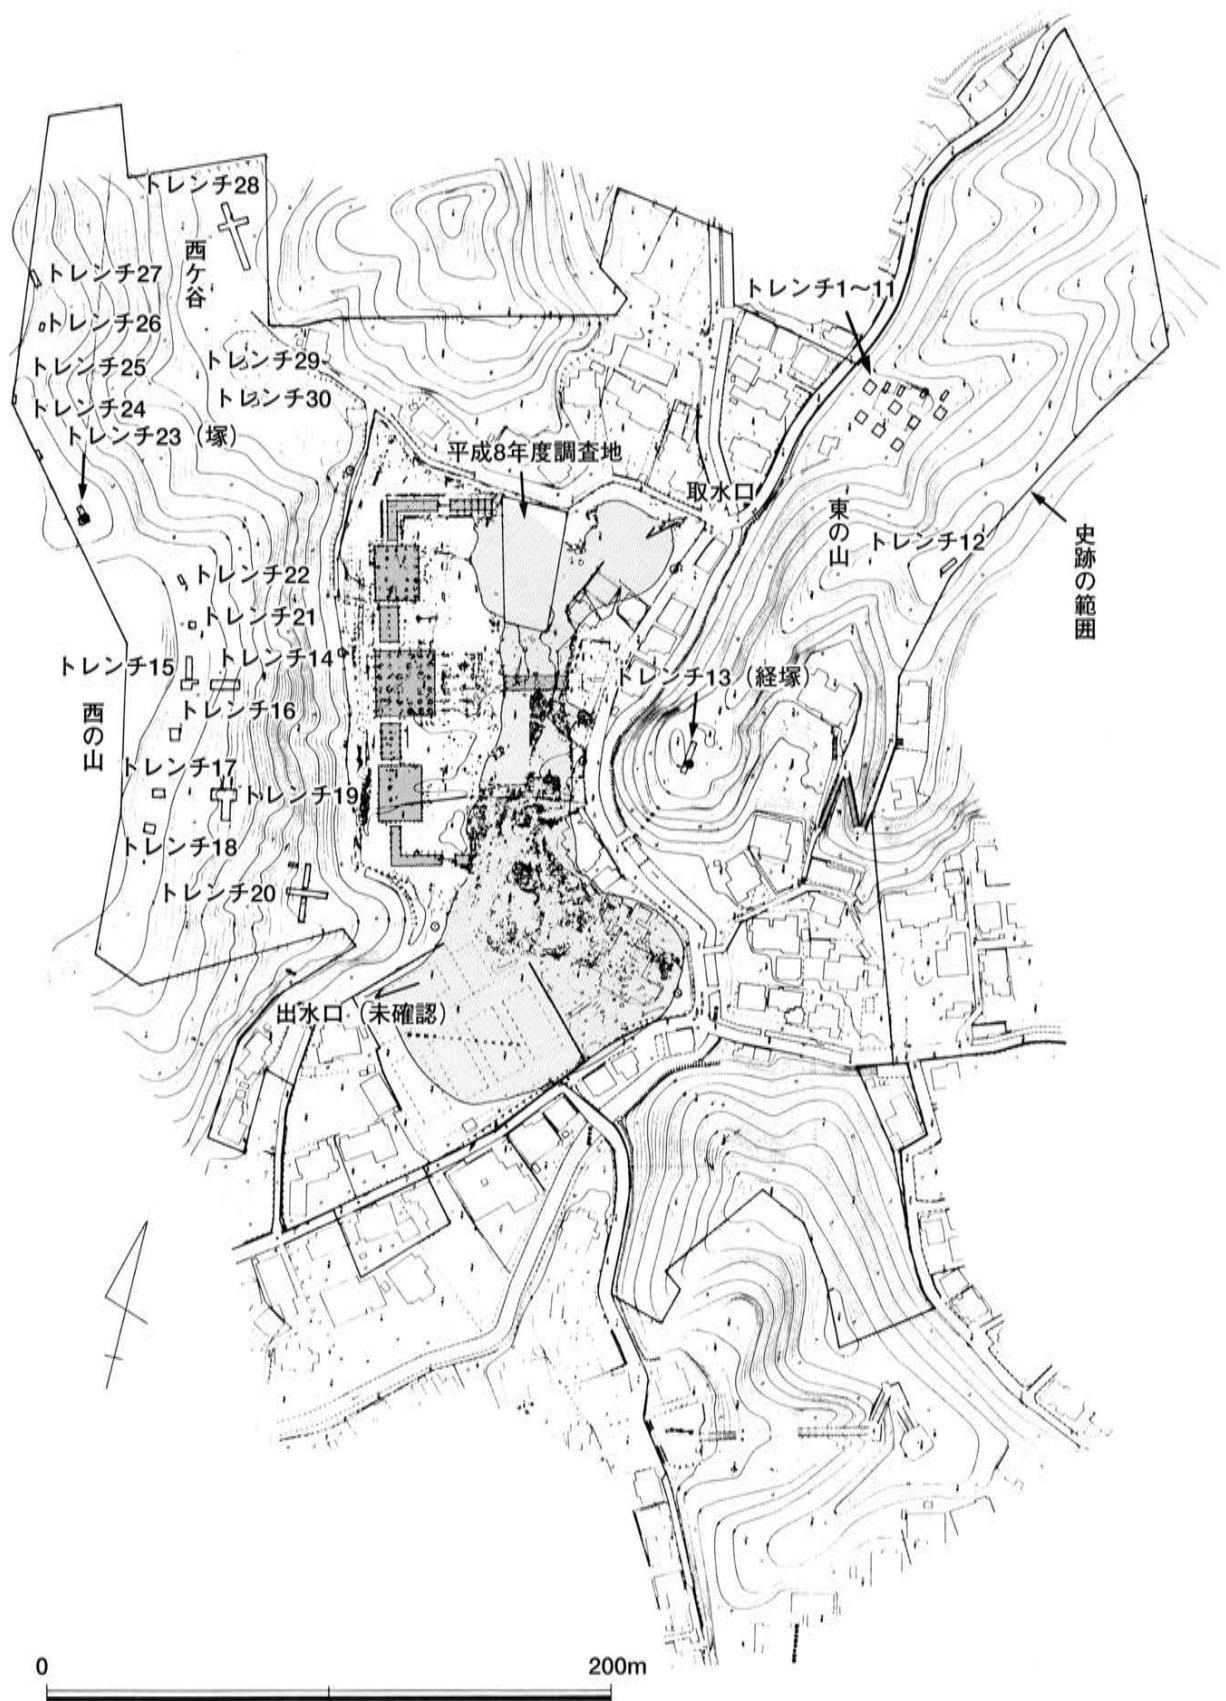 トレンチ28
西ケ谷
トレンチ27
トレンチ26
トレンチ25
トレンチ24
トレンチ23（塚）
トレンチ29
トレンチ30
トレンチ1〜11
平成8年度調査地
取水口
東の山
トレンチ12
史跡の範囲
トレンチ22
トレンチ21
トレンチ14
トレンチ15
トレンチ13（経塚）
トレンチ16
西の山
トレンチ17
トレンチ19
トレンチ18
トレンチ20
出水口（未確認）
0
200m